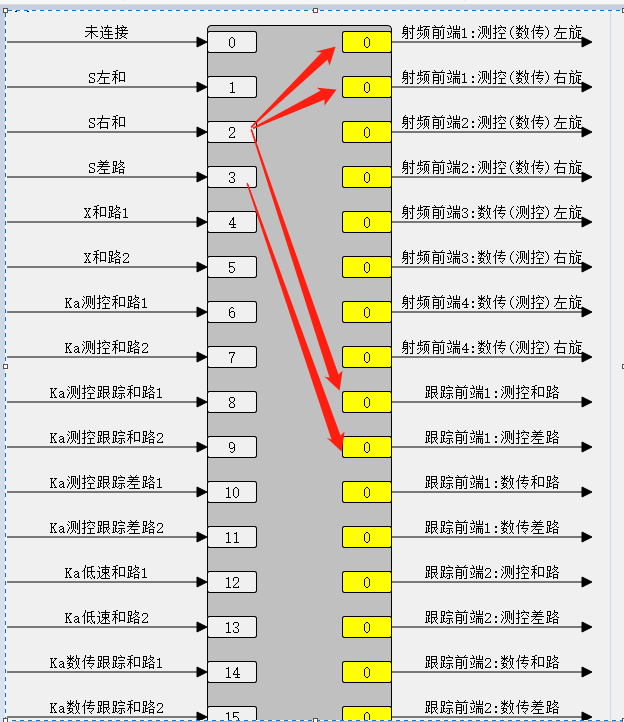 未连接 0 0 射频前端1:测控(数传)左旋
S左和 1 0 射频前端1:测控(数传)右旋
S右和 2 0 射频前端2:测控(数传)左旋
S差路 3 0 射频前端2:测控(数传)右旋
X和路1 4 0 射频前端3:数传(测控)左旋
X和路2 5 0 射频前端3:数传(测控)右旋
Ka测控和路1 6 0 射频前端4:数传(测控)左旋
Ka测控和路2 7 0 射频前端4:数传(测控)右旋
Ka测控跟踪和路1 8 0 跟踪前端1:测控和路
Ka测控跟踪和路2 9 0 跟踪前端1:测控差路
Ka测控跟踪差路1 10 0 跟踪前端1:数传和路
Ka测控跟踪差路2 11 0 跟踪前端1:数传差路
Ka低速和路1 12 0 跟踪前端2:测控和路
Ka低速和路2 13 0 跟踪前端2:测控差路
Ka数传跟踪和路1 14 0 跟踪前端2:数传和路
Ka数传跟踪和路2 15 0 跟踪前端2:数传差路